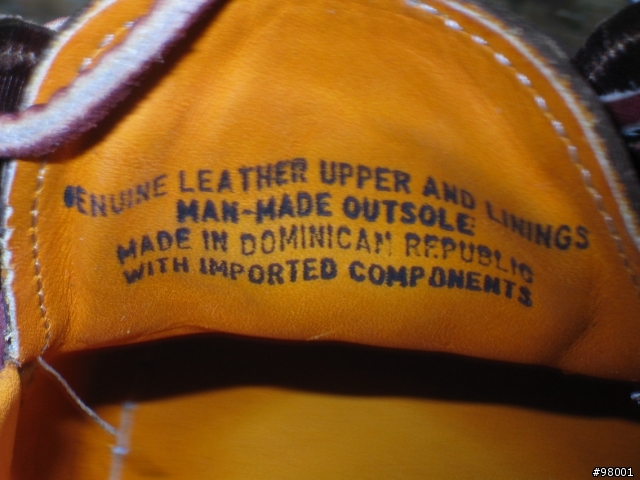 GENUINE LEATHER UPPER AND LININGS
MAN-MADE OUTSOLE
MADE IN DOMINICAN REPUBLIC
WITH IMPORTED COMPONENTS
#98001